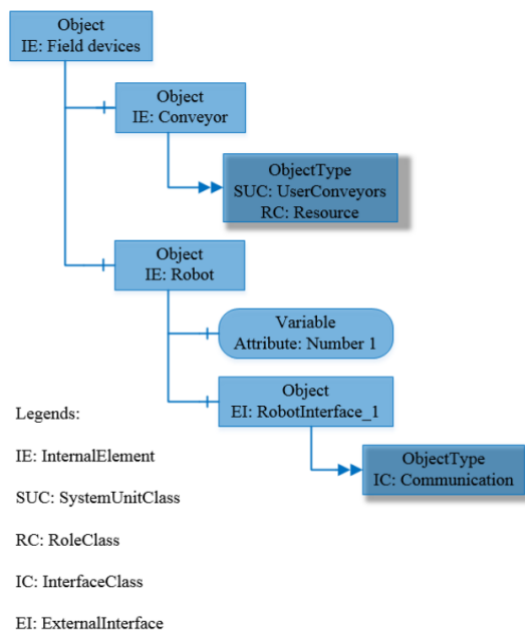 Object
IE: Field devices
Object
IE: Conveyor
ObjectType
SUC: UserConveyors
RC: Resource
Object
IE: Robot
Variable
Attribute: Number 1
Object
EI: RobotInterface_1
ObjectType
IC: Communication
Legends:
IE: InternalElement
SUC: SystemUnitClass
RC: RoleClass
IC: InterfaceClass
EI: ExternalInterface